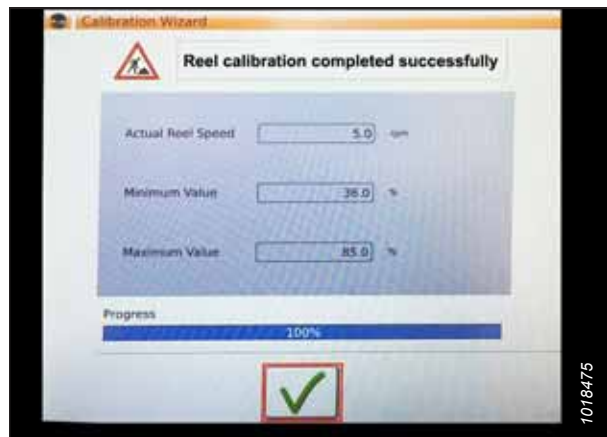 Calibration Wizard
Reel calibration completed successfully
Actual Reel Speed 5.0 rpm
Minimum Value 36.0 %
Maximum Value 85.0 %
Progress
100%
1018475